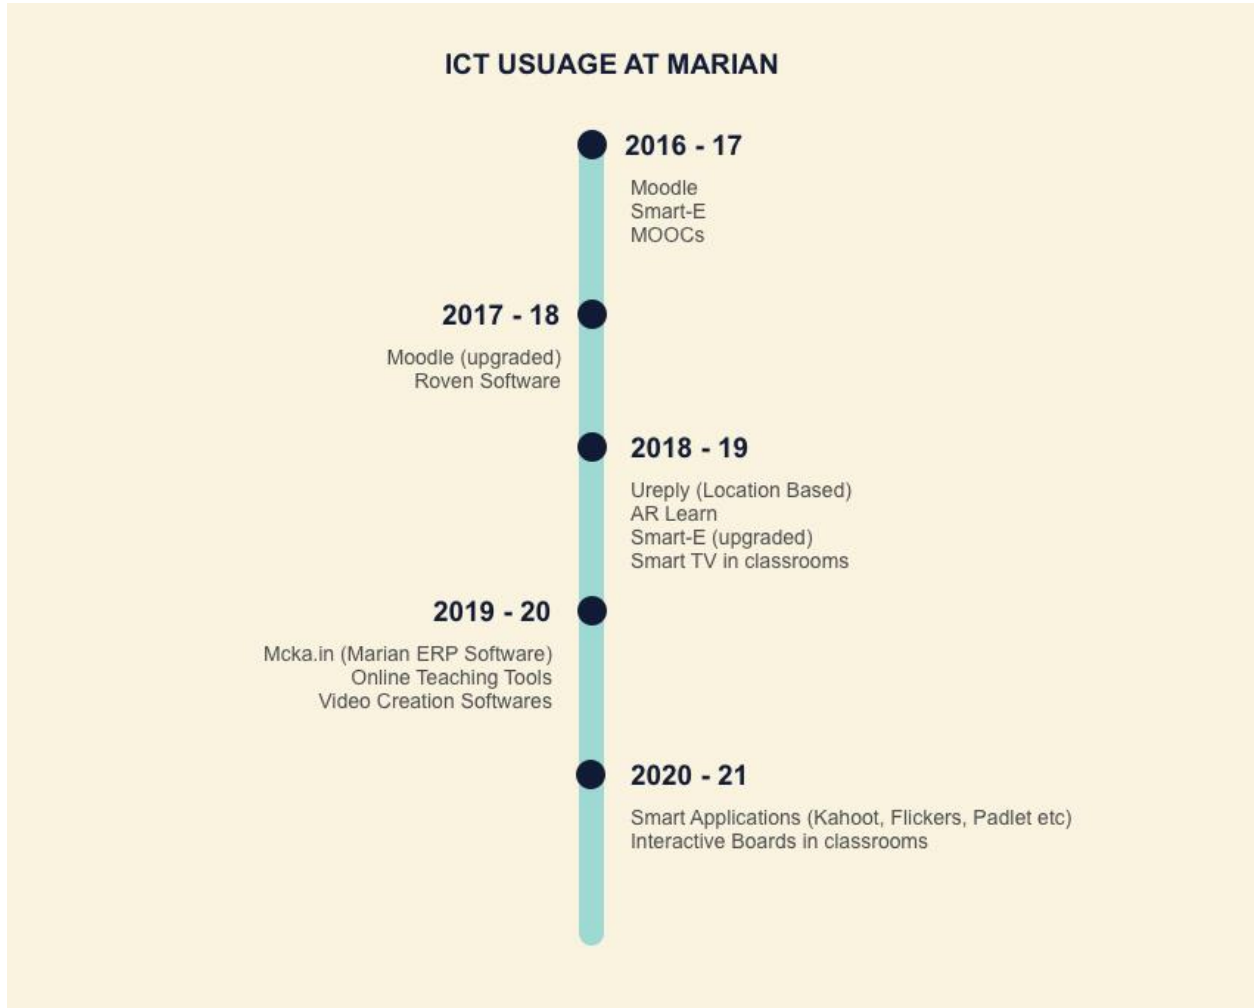 ICT USUAGE AT MARIAN
2016 - 17
Moodle
Smart-E
MOOCs
2017 - 18
Moodle (upgraded)
Roven Software
2018 - 19
Ureply (Location Based)
AR Learn
Smart-E (upgraded)
Smart TV in classrooms
2019 - 20
Mcka.in (Marian ERP Software)
Online Teaching Tools
Video Creation Softwares
2020 - 21
Smart Applications (Kahoot, Flickers, Padlet etc)
Interactive Boards in classrooms